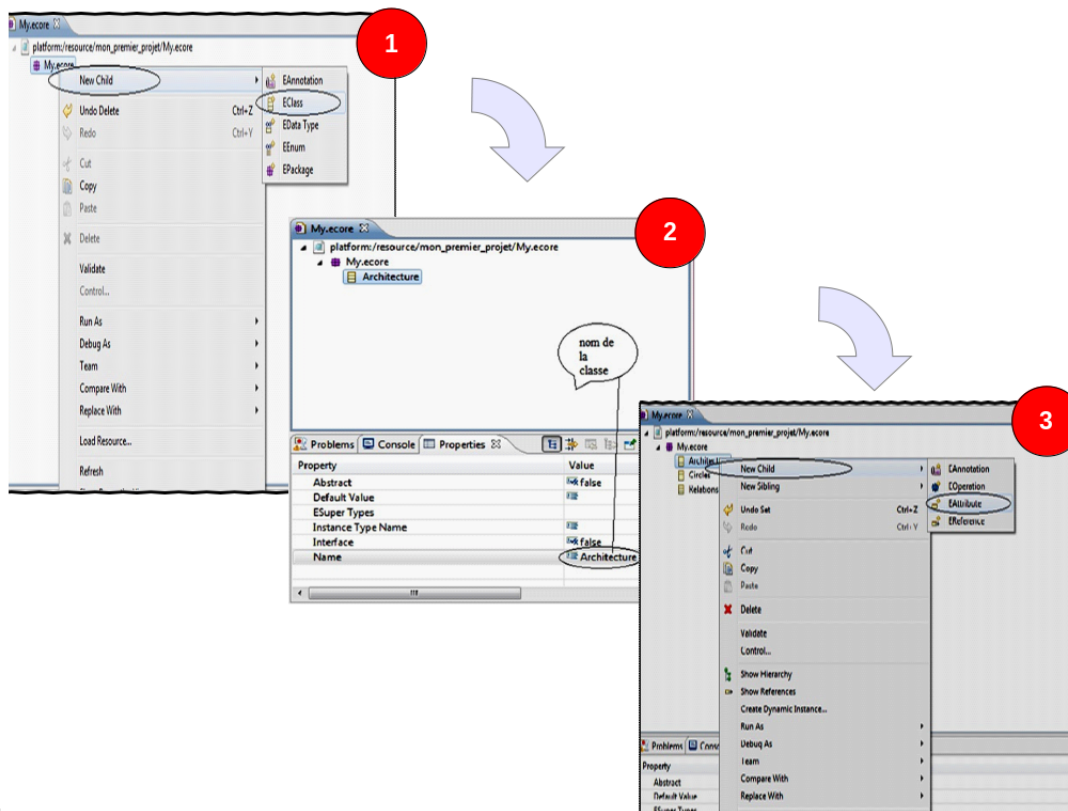 My.ecore
1
platform:/resource/mon_premier_projet/My.ecore
My.ecore
New Child
EAnnotation
Undo Delete Ctrl+Z
EClass
Redo Ctrl+Y
EData Type
EEnum
Cut
EPackage
Copy
Paste
Delete
Validate
Control...
Run As
Debug As
Team
Compare With
Replace With
Load Resource...
Refresh
2
My.ecore
platform:/resource/mon_premier_projet/My.ecore
My.ecore
Architecture
nom de
la
classe
Problems Console Properties
Property Value
Abstract false
Default Value
ESuper Types
Instance Type Name
Interface false
Name Architecture
3
My.ecore
platform:/resource/mon_premier_projet/My.ecore
My.ecore
New Child
EAnnotation
New Sibling
EOperation
Undo Set Ctrl+Z
EAttribute
Redo Ctrl+Y
EReference
Cut
Copy
Paste
Delete
Validate
Control...
Show Hierarchy
Show References
Create Dynamic Instance...
Run As
Problems
Debug As
Property
Team
Abstract
Compare With
Default Value
Replace With
ESuper Types